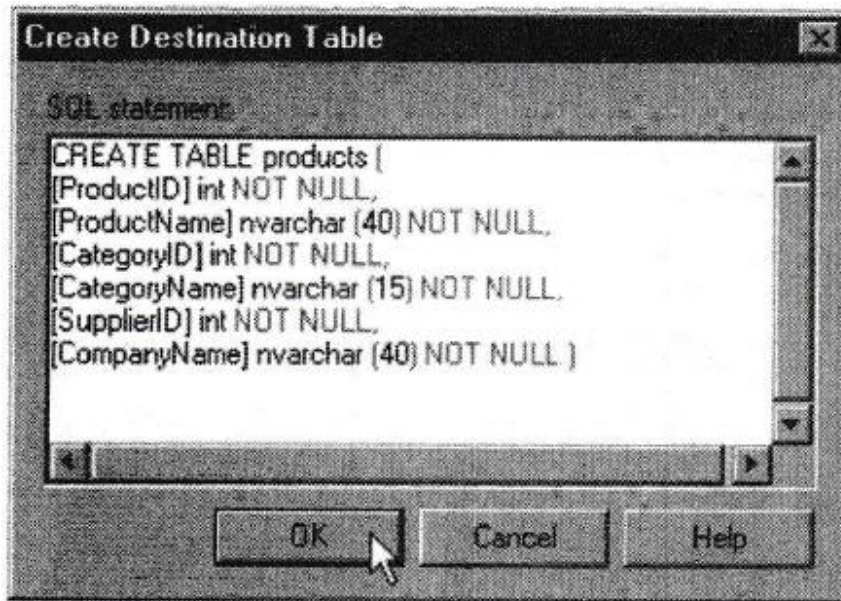 Create Destination Table
SQL statement:
CREATE TABLE products (
[ProductID] int NOT NULL,
[ProductName] nvarchar (40) NOT NULL,
[CategoryID] int NOT NULL,
[CategoryName] nvarchar (15) NOT NULL,
[SupplierID] int NOT NULL,
[CompanyName] nvarchar (40) NOT NULL )
OK Cancel Help